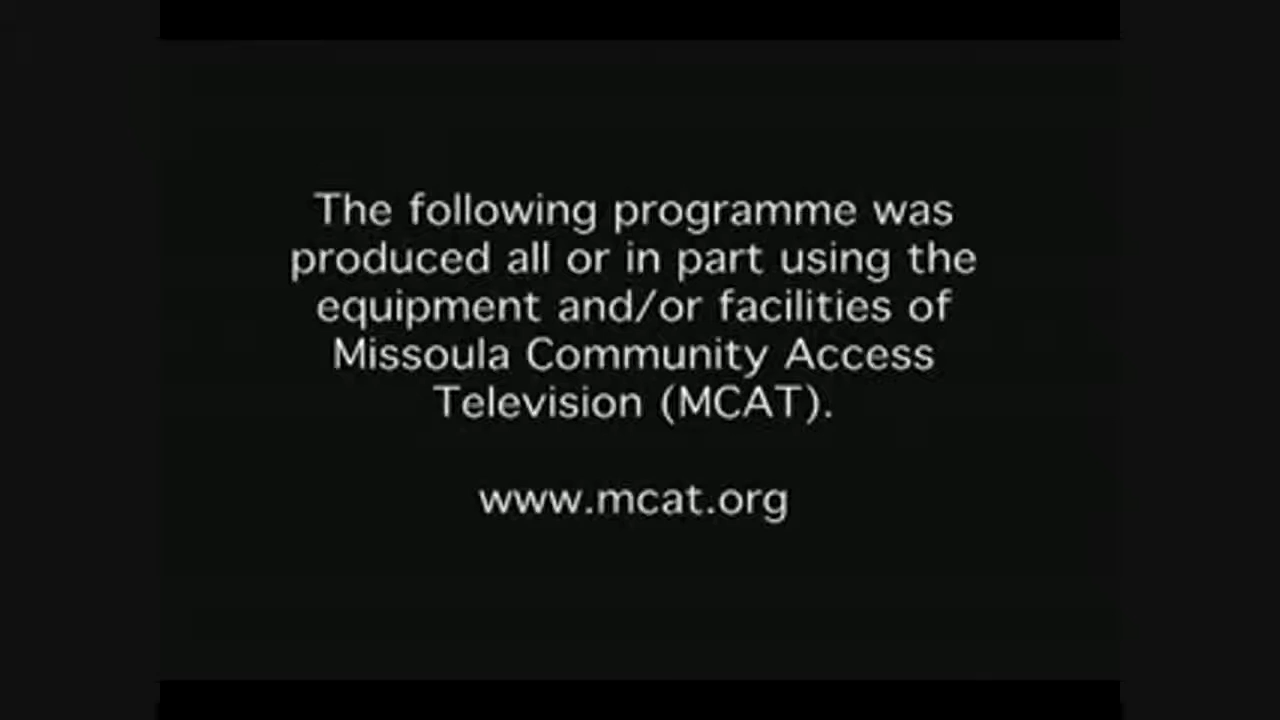 The following programme was
produced all or in part using the
equipment and/or facilities of
Missoula Community Access
Television (MCAT).
www.mcat.org